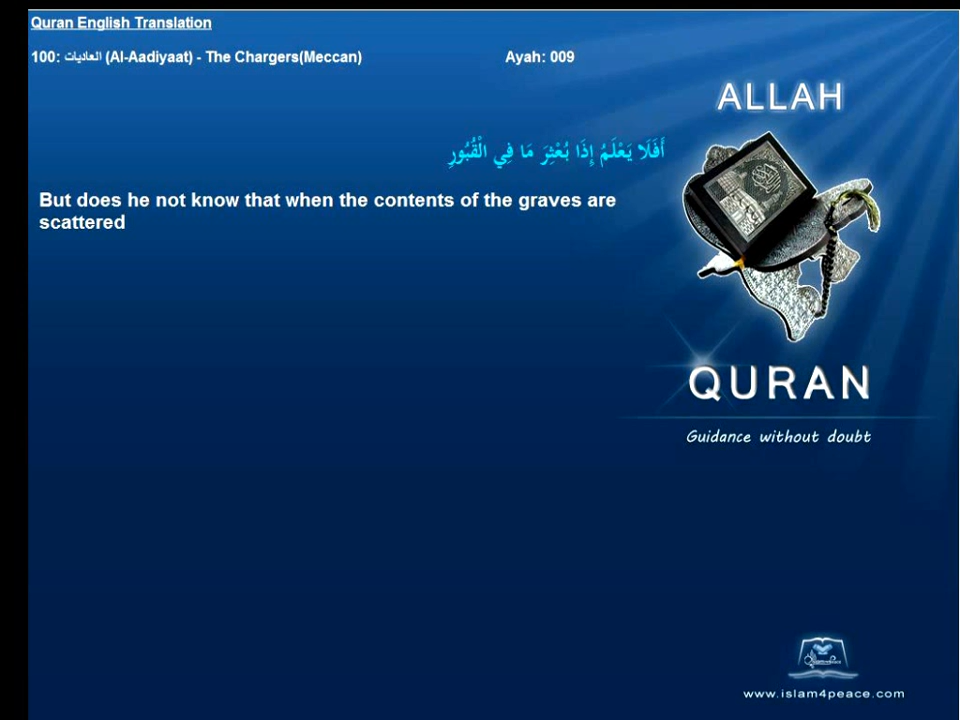 Quran English Translation
100: العاديات (Al-Aadiyaat) - The Chargers(Meccan) Ayah: 009
ALLAH
أَفَلَا يَعْلَمُ إِذَا بُعْثِرَ مَا فِي الْقُبُورِ
But does he not know that when the contents of the graves are
scattered
QURAN
Guidance without doubt
www.islam4peace.com